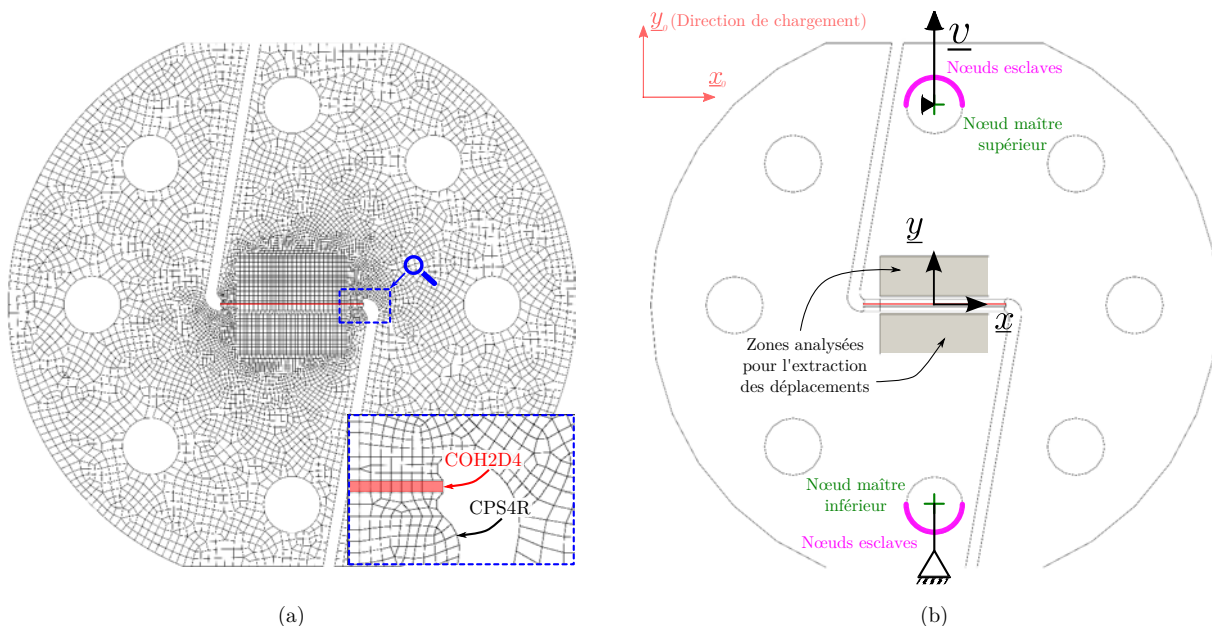 COH2D4
CPS4R
(a)
y₀ (Direction de chargement)
x₀
v
Nœuds esclaves
Nœud maître
supérieur
y
x
Zones analysées
pour l'extraction
des déplacements
Nœud maître
inférieur
Nœuds esclaves
(b)